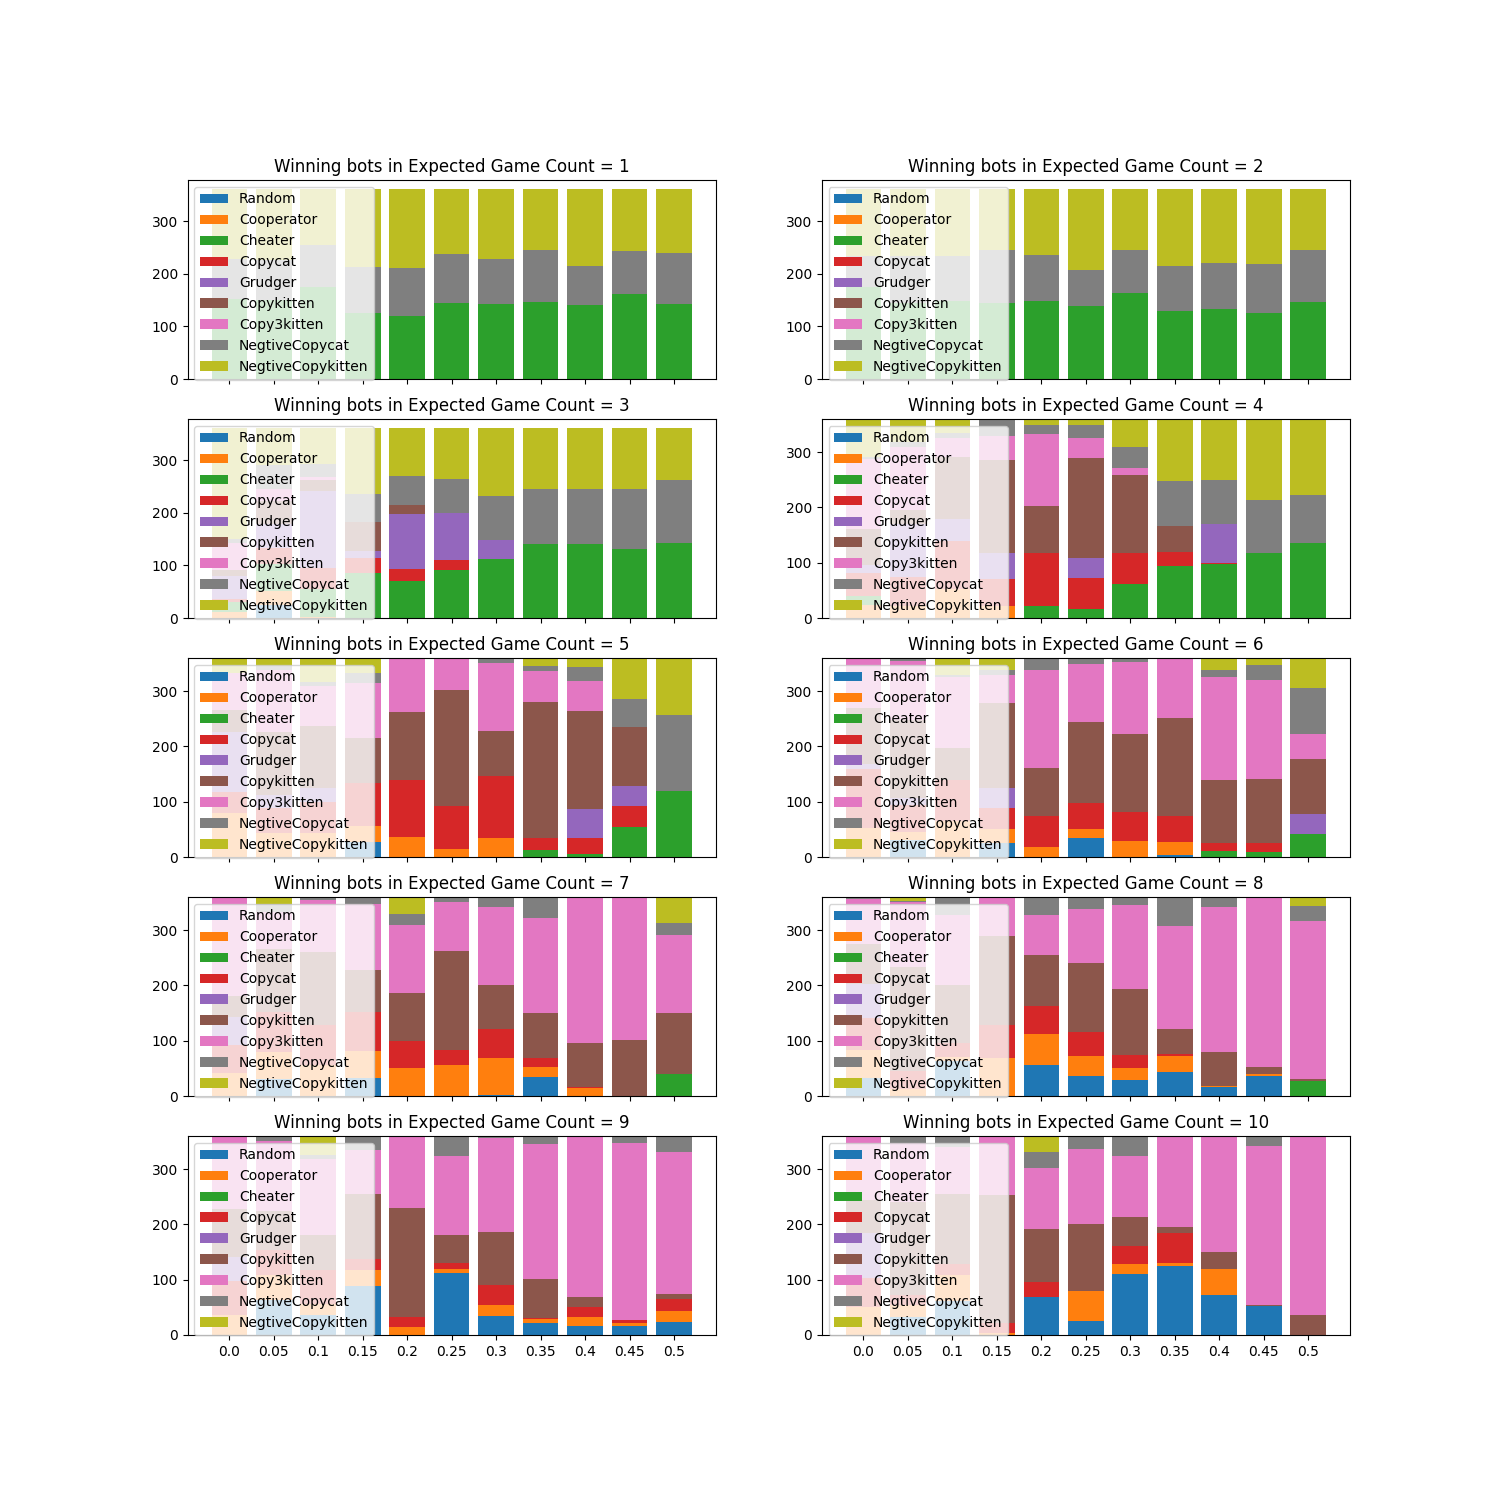 Winning bots in Expected Game Count = 1
300
200
100
0
Random
Cooperator
Cheater
Copycat
Grudger
Copykitten
Copy3kitten
NegtiveCopycat
NegtiveCopykitten
Winning bots in Expected Game Count = 2
300
200
100
0
Random
Cooperator
Cheater
Copycat
Grudger
Copykitten
Copy3kitten
NegtiveCopycat
NegtiveCopykitten
Winning bots in Expected Game Count = 3
300
200
100
0
Random
Cooperator
Cheater
Copycat
Grudger
Copykitten
Copy3kitten
NegtiveCopycat
NegtiveCopykitten
Winning bots in Expected Game Count = 4
300
200
100
0
Random
Cooperator
Cheater
Copycat
Grudger
Copykitten
Copy3kitten
NegtiveCopycat
NegtiveCopykitten
Winning bots in Expected Game Count = 5
300
200
100
0
Random
Cooperator
Cheater
Copycat
Grudger
Copykitten
Copy3kitten
NegtiveCopycat
NegtiveCopykitten
Winning bots in Expected Game Count = 6
300
200
100
0
Random
Cooperator
Cheater
Copycat
Grudger
Copykitten
Copy3kitten
NegtiveCopycat
NegtiveCopykitten
Winning bots in Expected Game Count = 7
300
200
100
0
Random
Cooperator
Cheater
Copycat
Grudger
Copykitten
Copy3kitten
NegtiveCopycat
NegtiveCopykitten
Winning bots in Expected Game Count = 8
300
200
100
0
Random
Cooperator
Cheater
Copycat
Grudger
Copykitten
Copy3kitten
NegtiveCopycat
NegtiveCopykitten
Winning bots in Expected Game Count = 9
300
200
100
0
Random
Cooperator
Cheater
Copycat
Grudger
Copykitten
Copy3kitten
NegtiveCopycat
NegtiveCopykitten
0.0 0.05 0.1 0.15 0.2 0.25 0.3 0.35 0.4 0.45 0.5
Winning bots in Expected Game Count = 10
300
200
100
0
Random
Cooperator
Cheater
Copycat
Grudger
Copykitten
Copy3kitten
NegtiveCopycat
NegtiveCopykitten
0.0 0.05 0.1 0.15 0.2 0.25 0.3 0.35 0.4 0.45 0.5